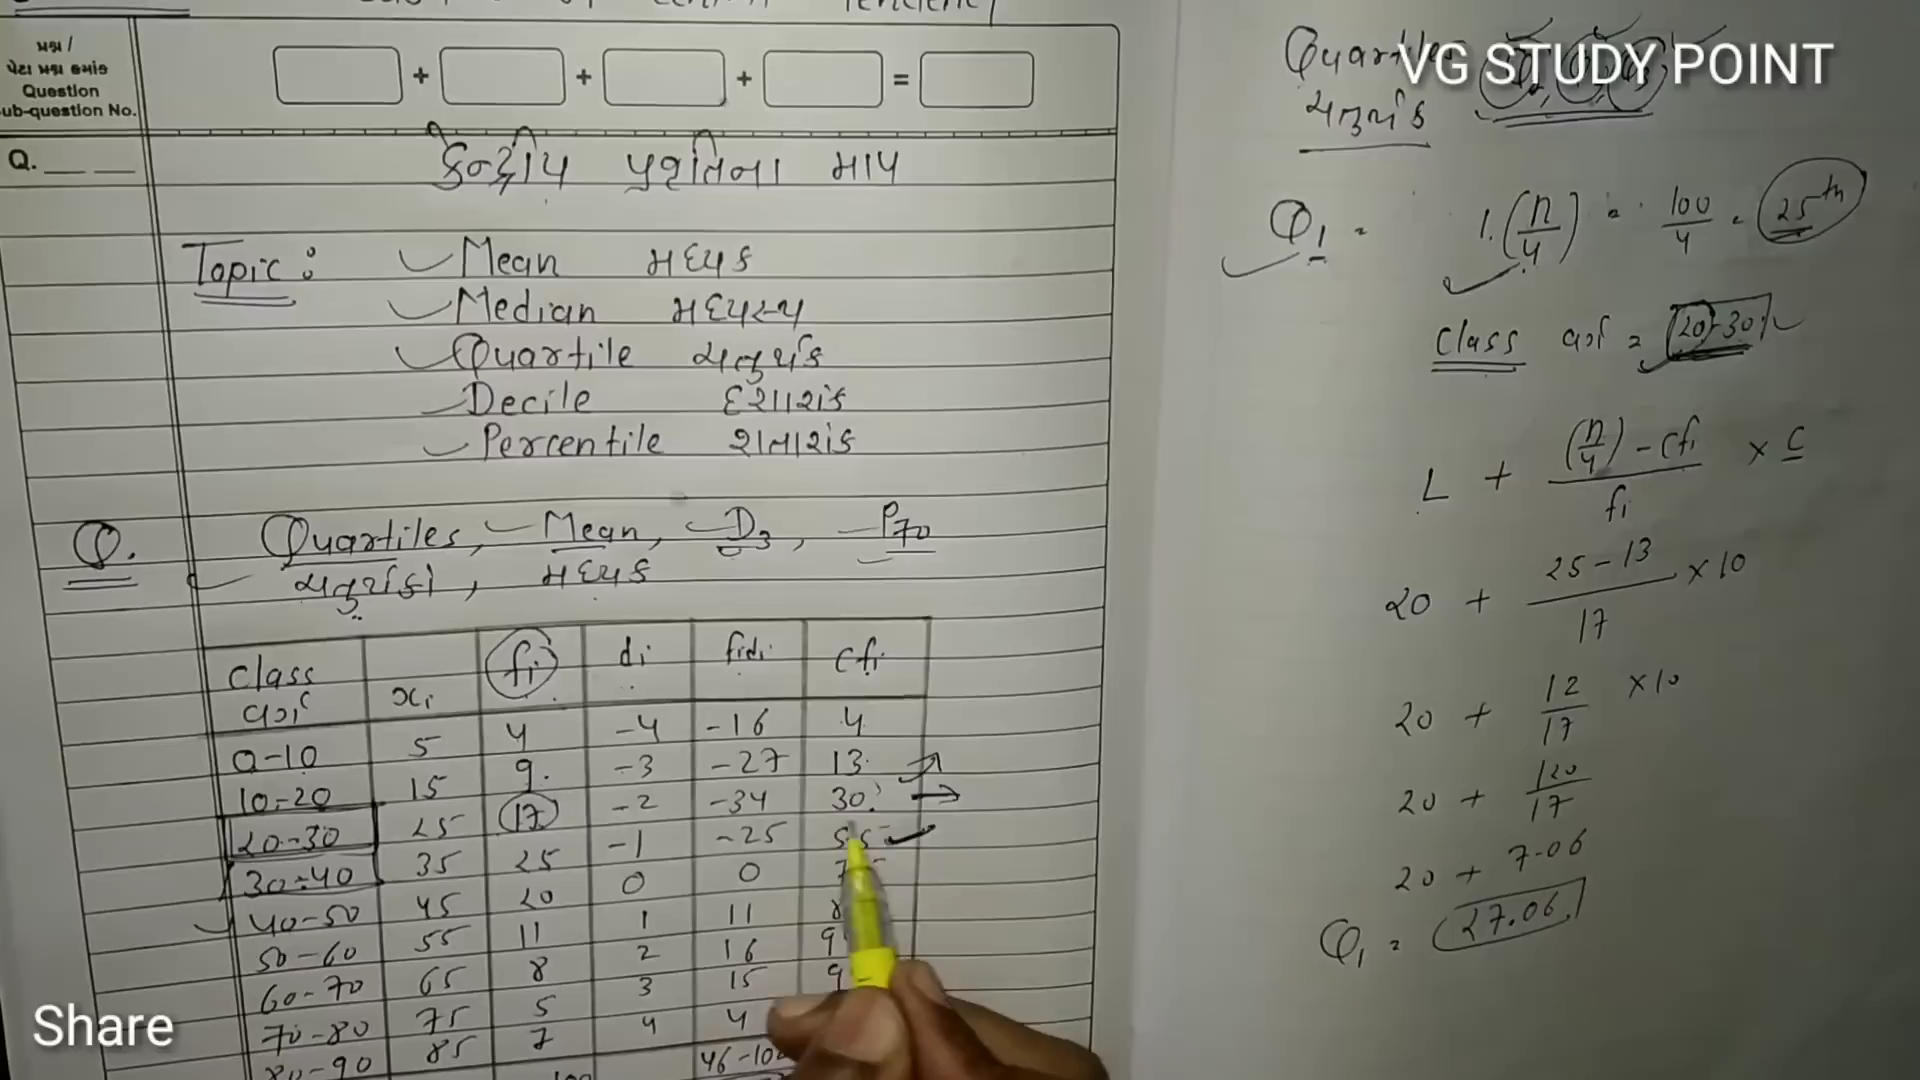 VG STUDY POINT
પ્રશ્ન /
પેટા પ્રશ્ન ક્રમાંક
Question
ub-question No.
+ + + =
Q.
કેન્દ્રીય પ્રવૃત્તિના માપ
Topic :
Mean મધ્યક
Median મધ્યસ્થ
Quartile ચતુર્થક
Decile દશાંશક
Percentile શતાંશક
Q. Quartiles, Mean, D3, P70
મધ્યક
class વર્ગ xi fi di fidi cfi
0-10 5 4 -4 -16 4
10-20 15 9. -3 -27 13
20-30 25 17 -2 -34 30
30-40 35 25 -1 -25 55
40-50 45 20 0 0
50-60 55 11 1 11
60-70 65 8 2 16
70-80 75 5 3 15
80-90 85 7 4 4
46-10
Quartiles
Q1 = 1.(n/4) = 100/4 = 25th
Class વર્ગ = 20-30
L + (n/4) - cfi / fi × c
20 + 25-13 / 17 × 10
20 + 12/17 × 10
20 + 120/17
20 + 7.06
Q1 = 27.06
Share